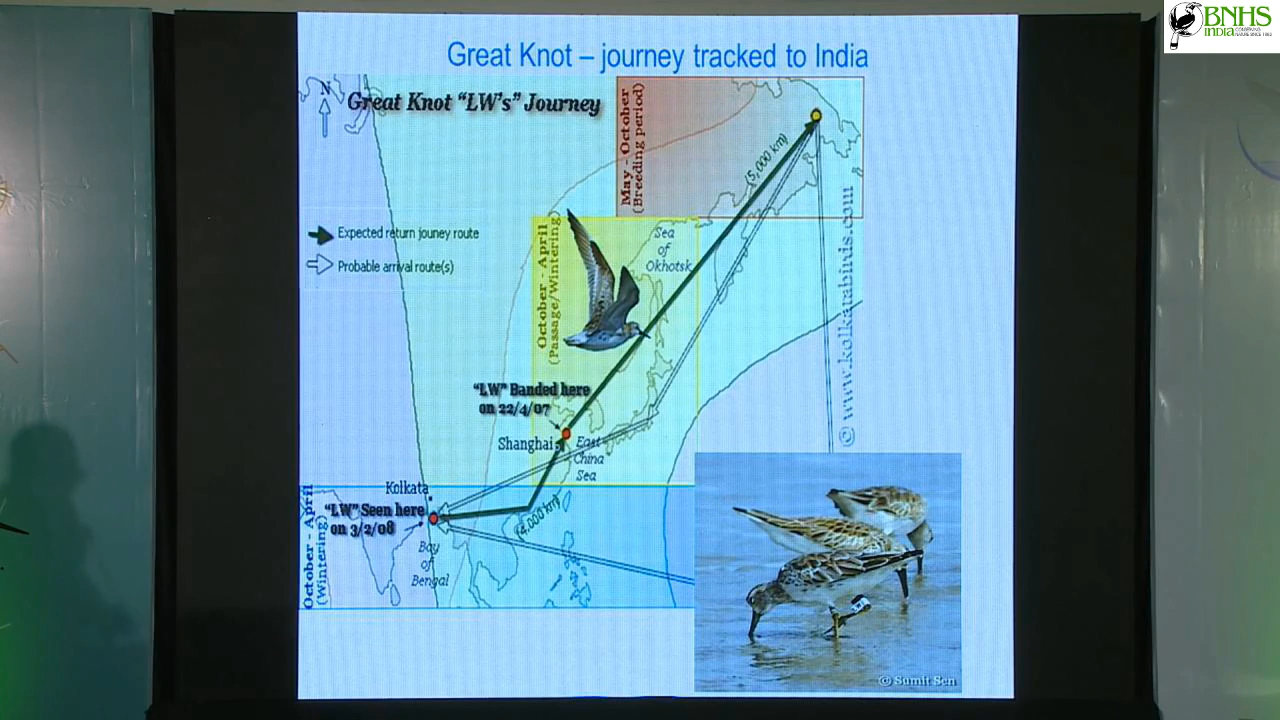 BNHS
INDIA
Great Knot – journey tracked to India
N
Great Knot "LW's" Journey
May - October
(Breeding period)
(5,000 km)
Expected return jouney route
Probable arrival route(s)
October - April
(Passage/Wintering)
Sea
of
Okhotsk
© www.kolkatabirds.com
"LW" Banded here
on 22/4/07
Shanghai
East
China
Sea
Kolkata
"LW" Seen here
on 3/2/08
(4,000 km)
October - April
(Wintering)
Bay
of
Bengal
© Sumit Sen